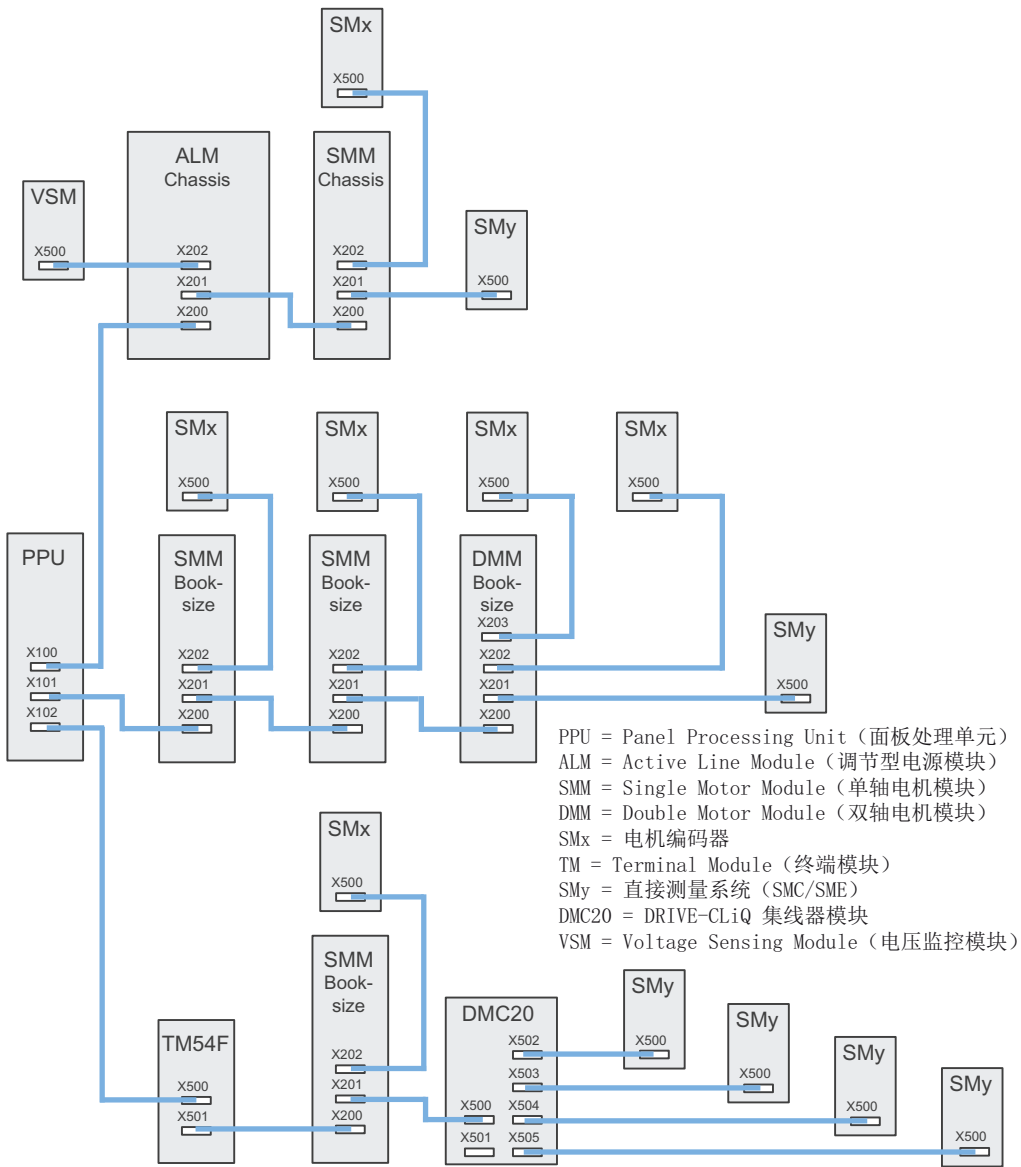 SMx
X500
ALM
Chassis
SMM
Chassis
VSM
X500
X202
X201
X200
X202
X201
X200
SMy
X500
SMx
X500
SMx
X500
SMx
X500
SMx
X500
PPU
X100
X101
X102
SMM
Book-
size
X202
X201
X200
SMM
Book-
size
X202
X201
X200
DMM
Book-
size
X203
X202
X201
X200
SMy
X500
PPU = Panel Processing Unit（面板处理单元）
ALM = Active Line Module（调节型电源模块）
SMM = Single Motor Module（单轴电机模块）
DMM = Double Motor Module（双轴电机模块）
SMx = 电机编码器
TM = Terminal Module（终端模块）
SMy = 直接测量系统（SMC/SME）
DMC20 = DRIVE-CLiQ 集线器模块
VSM = Voltage Sensing Module（电压监控模块）
SMx
X500
TM54F
X500
X501
SMM
Book-
size
X202
X201
X200
DMC20
X502
X503
X500
X504
X501
X505
SMy
X500
SMy
X500
SMy
X500
SMy
X500